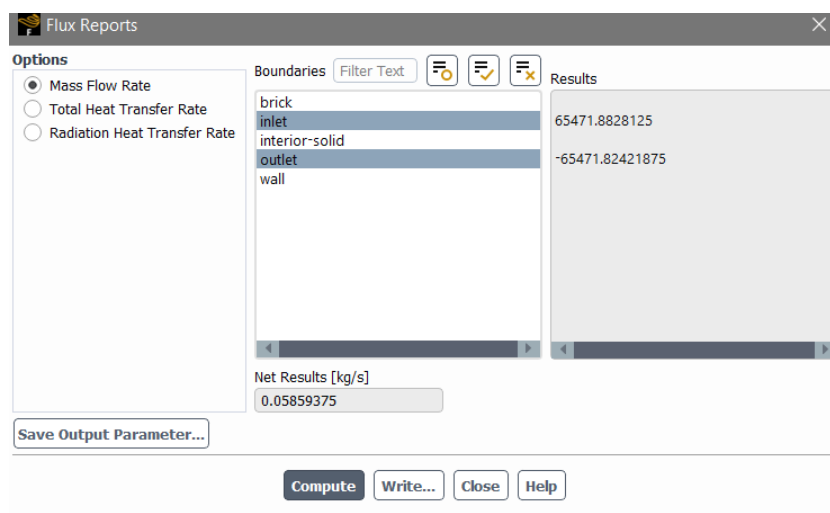 Flux Reports
Options
Mass Flow Rate
Total Heat Transfer Rate
Radiation Heat Transfer Rate
Boundaries Filter Text
brick
inlet
interior-solid
outlet
wall
Results
65471.8828125
-65471.82421875
Net Results [kg/s]
0.05859375
Save Output Parameter...
Compute Write... Close Help